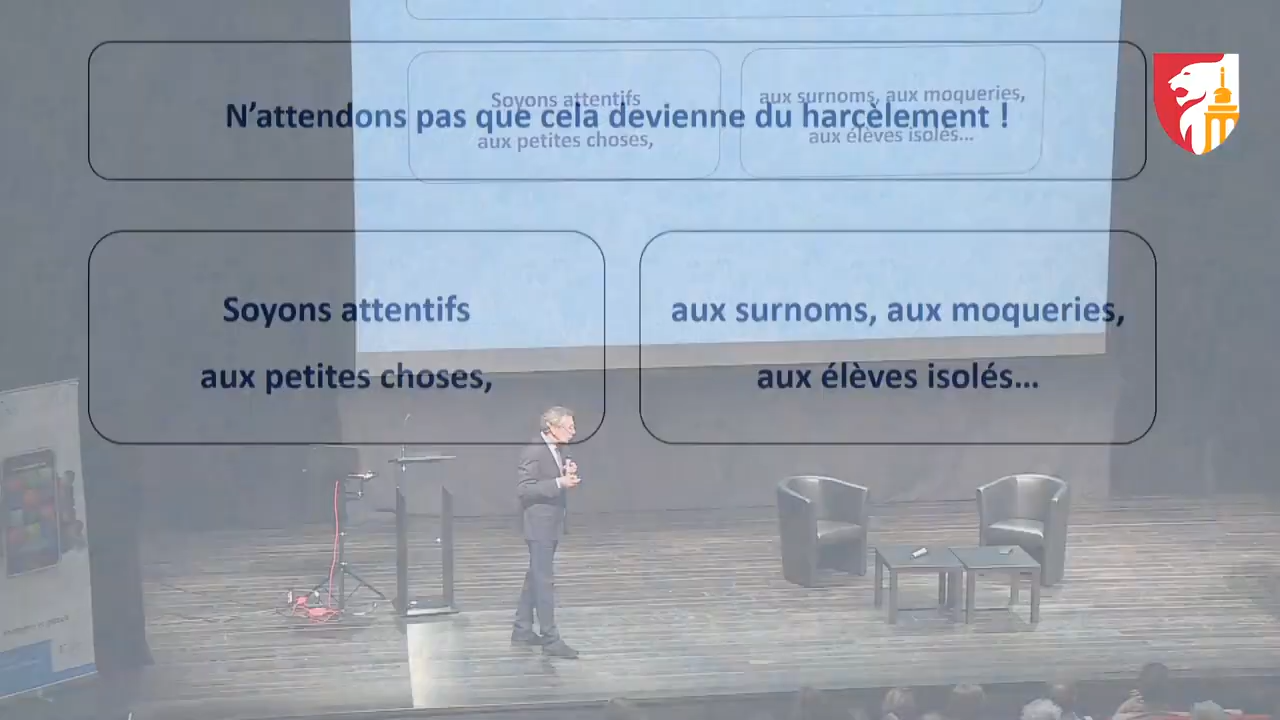 N’attendons pas que cela devienne du harcèlement !
Soyons attentifs
aux petites choses,
aux surnoms, aux moqueries,
aux élèves isolés…
Soyons attentifs
aux petites choses,
aux surnoms, aux moqueries,
aux élèves isolés…